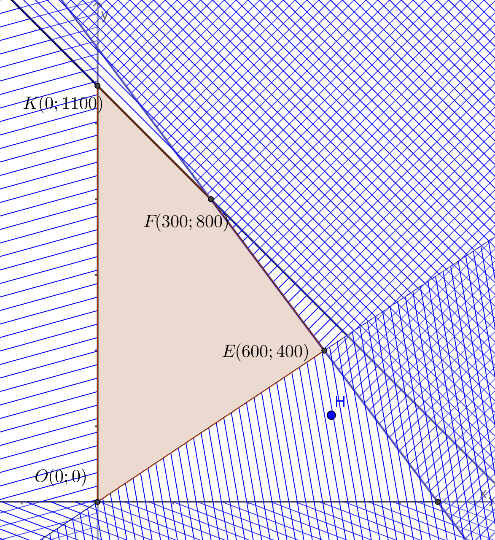 y
K(0; 1100)
F(300; 800)
E(600; 400)
H
O(0; 0)
x